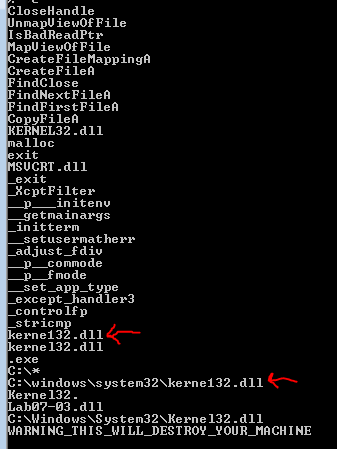 CloseHandle
UnmapViewOfFile
IsBadReadPtr
MapViewOfFile
CreateFileMappingA
CreateFileA
FindClose
FindNextFileA
FindFirstFileA
CopyFileA
KERNEL32.dll
malloc
exit
MSVCRT.dll
_exit
_XcptFilter
__p___initenv
__getmainargs
_initterm
__setusermatherr
_adjust_fdiv
__p__commode
__p__fmode
__set_app_type
_except_handler3
_controlfp
_stricmp
kerne132.dll
kernel32.dll
.exe
C:\*
C:\windows\system32\kerne132.dll
Kernel32.
Lab07-03.dll
C:\Windows\System32\Kernel32.dll
WARNING_THIS_WILL_DESTROY_YOUR_MACHINE